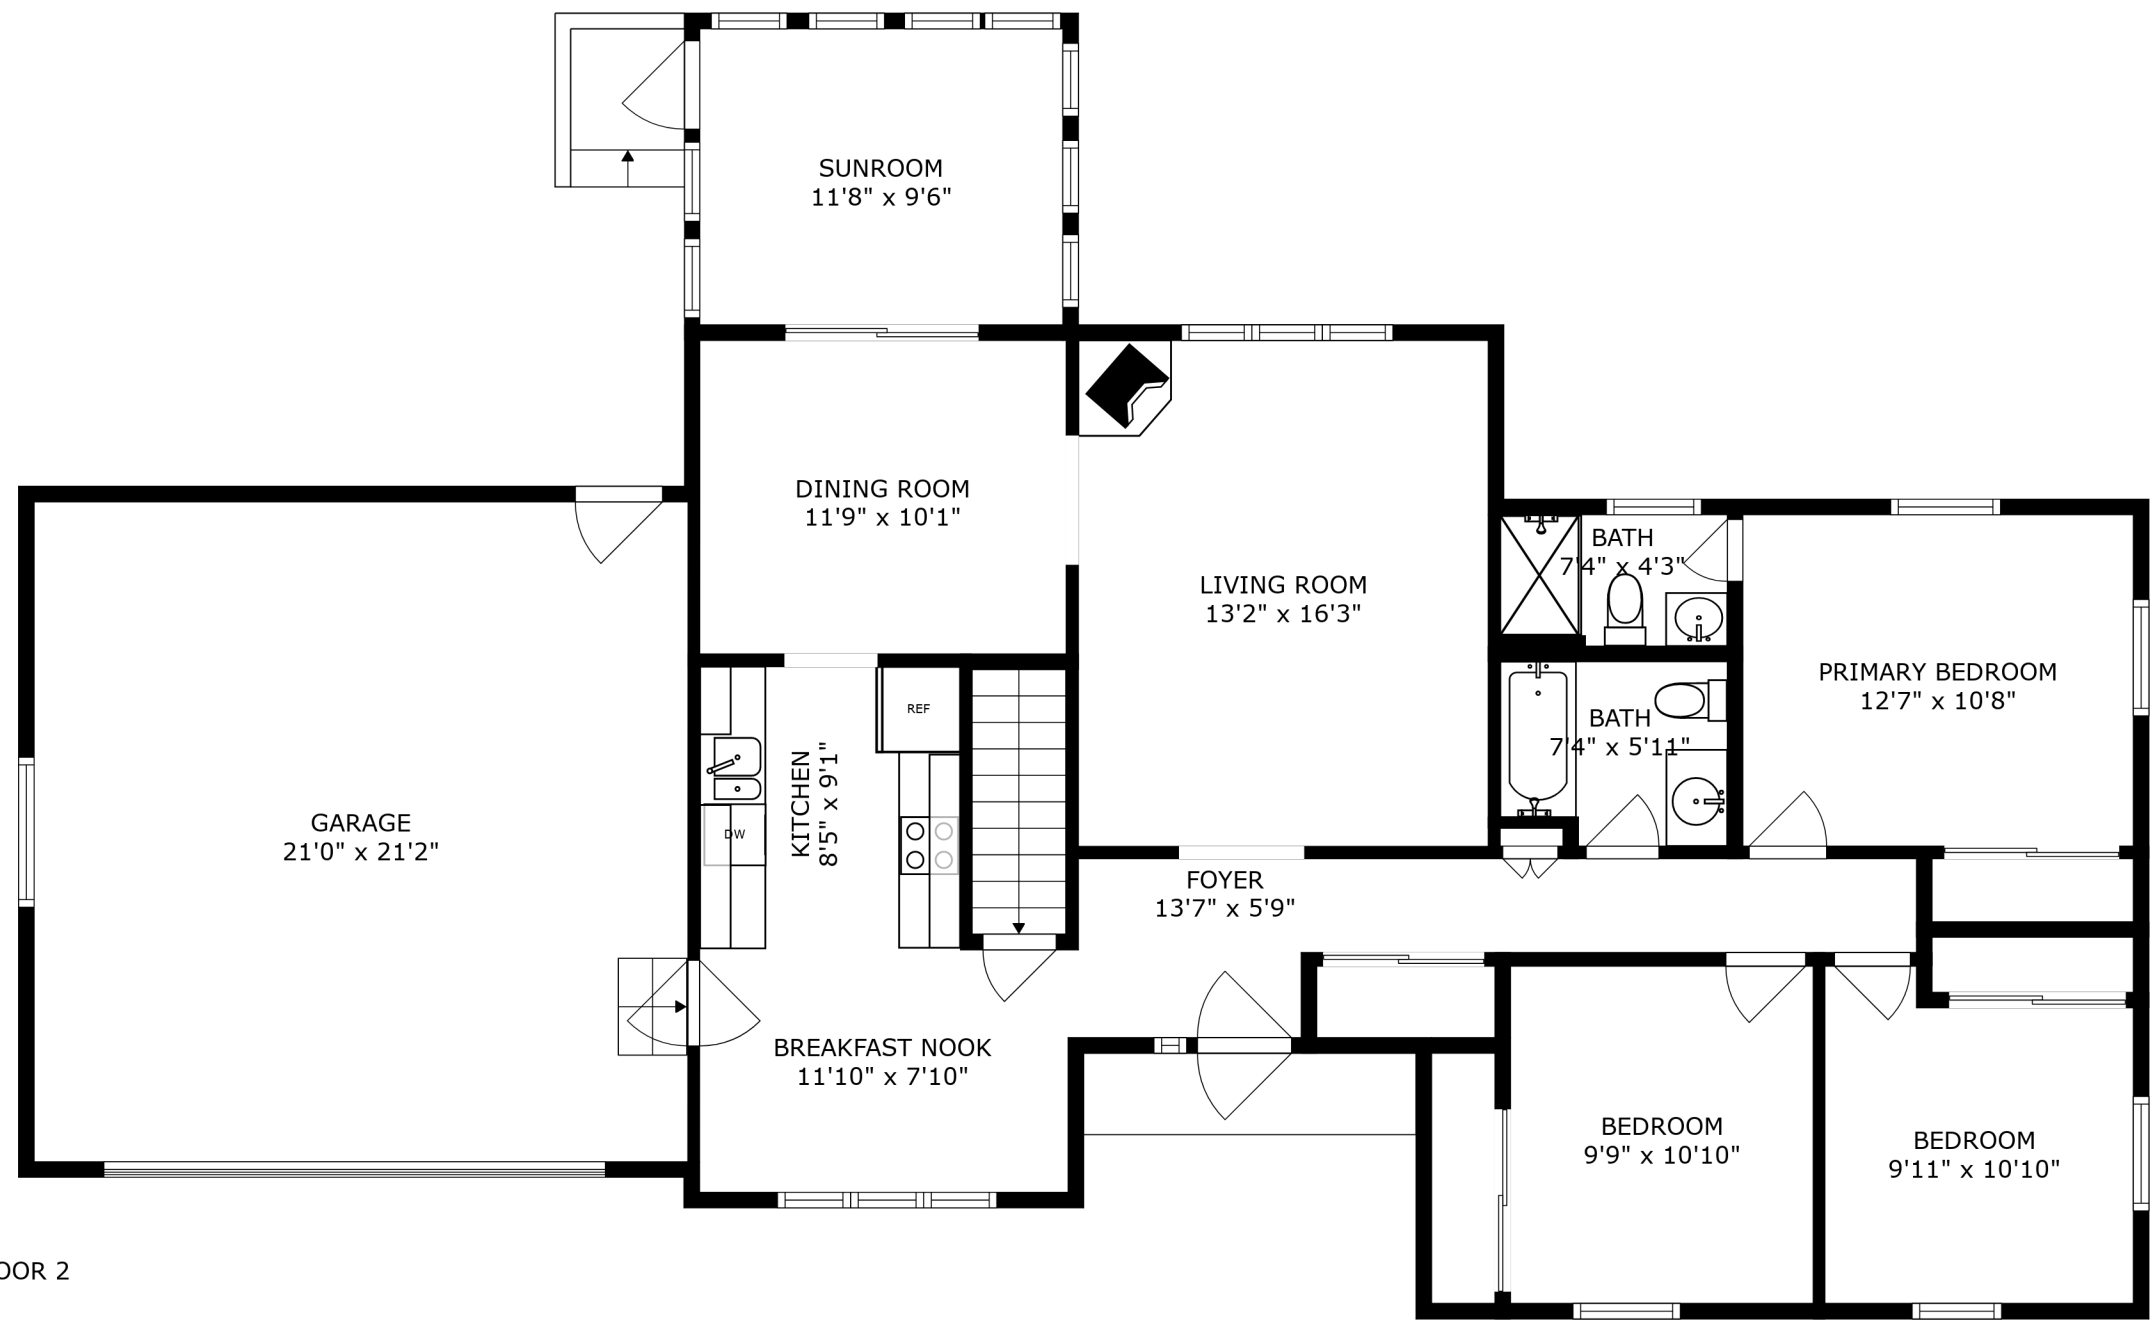 SUNROOM
11'8" x 9'6"
DINING ROOM
11'9" x 10'1"
LIVING ROOM
13'2" x 16'3"
BATH
7'4" x 4'3"
PRIMARY BEDROOM
12'7" x 10'8"
BATH
7'4" x 5'11"
REF
KITCHEN
8'5" x 9'1"
DW
GARAGE
21'0" x 21'2"
FOYER
13'7" x 5'9"
BREAKFAST NOOK
11'10" x 7'10"
BEDROOM
9'9" x 10'10"
BEDROOM
9'11" x 10'10"
OOR 2